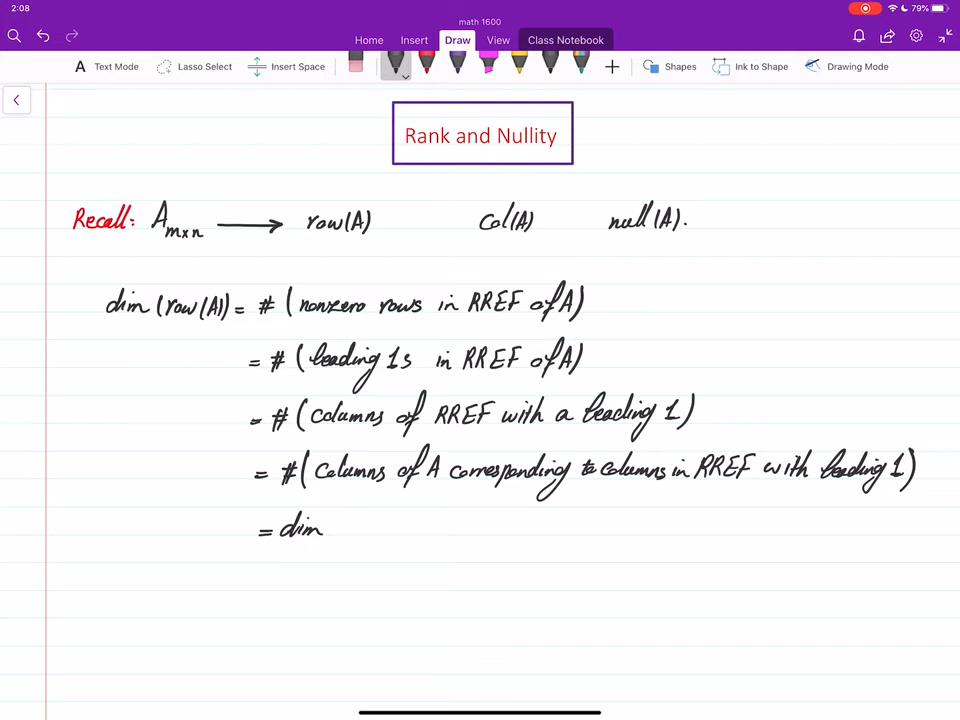 2:08
79%
math 1600
Home Insert Draw View Class Notebook
Text Mode Lasso Select Insert Space Shapes Ink to Shape Drawing Mode
Rank and Nullity
Recall: A m×n ⟶ row(A) Col(A) null(A).
dim (row(A)) = # (nonzero rows in RREF of A)
= # (leading 1s in RREF of A)
= # (columns of RREF with a leading 1)
= # (columns of A corresponding to columns in RREF with leading 1)
= dim